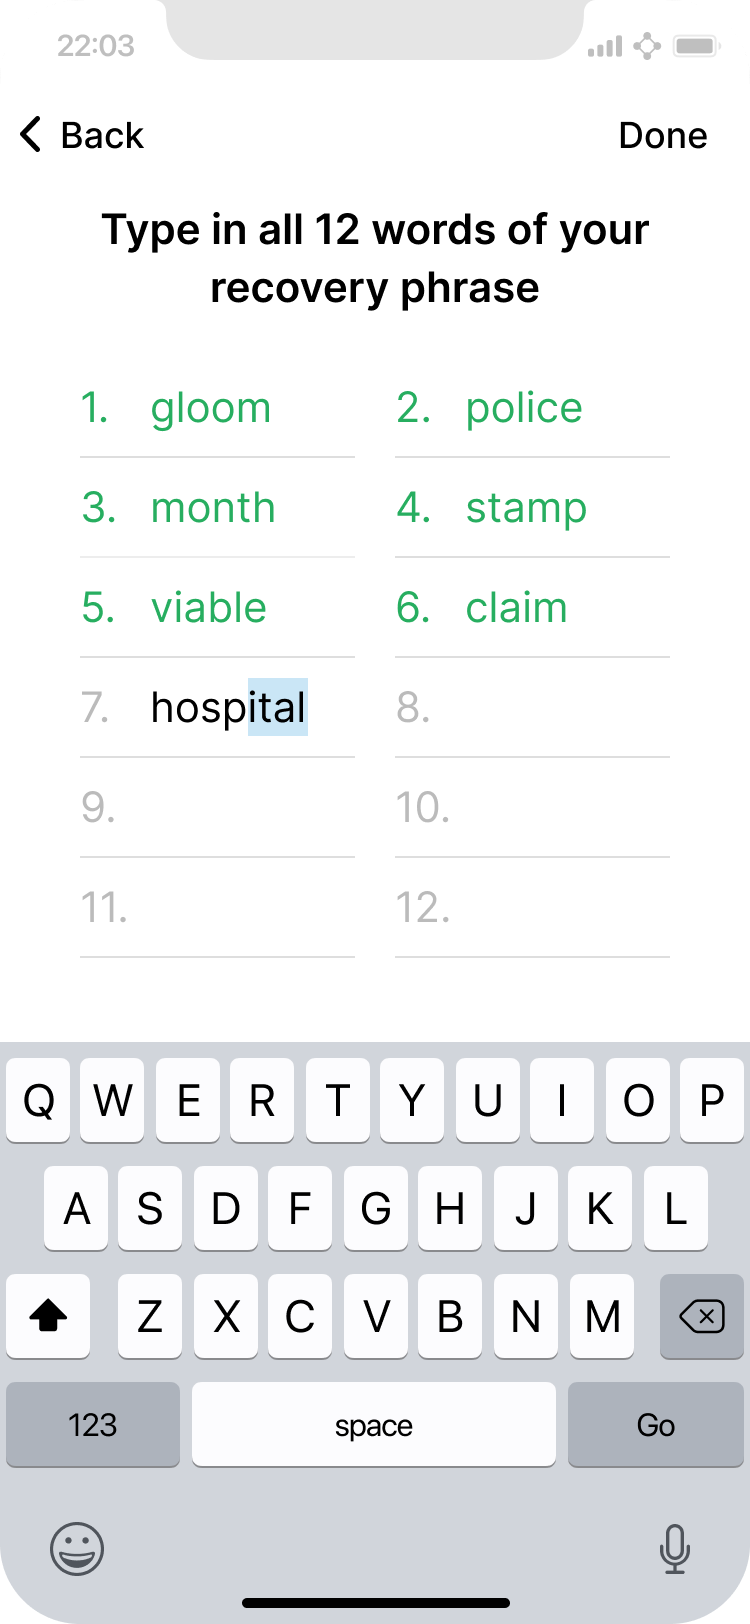 22:03
Back Done
Type in all 12 words of your
recovery phrase
1. gloom 2. police
3. month 4. stamp
5. viable 6. claim
7. hospital 8.
9. 10.
11. 12.
Q W E R T Y U I O P
A S D F G H J K L
Z X C V B N M
123 space Go